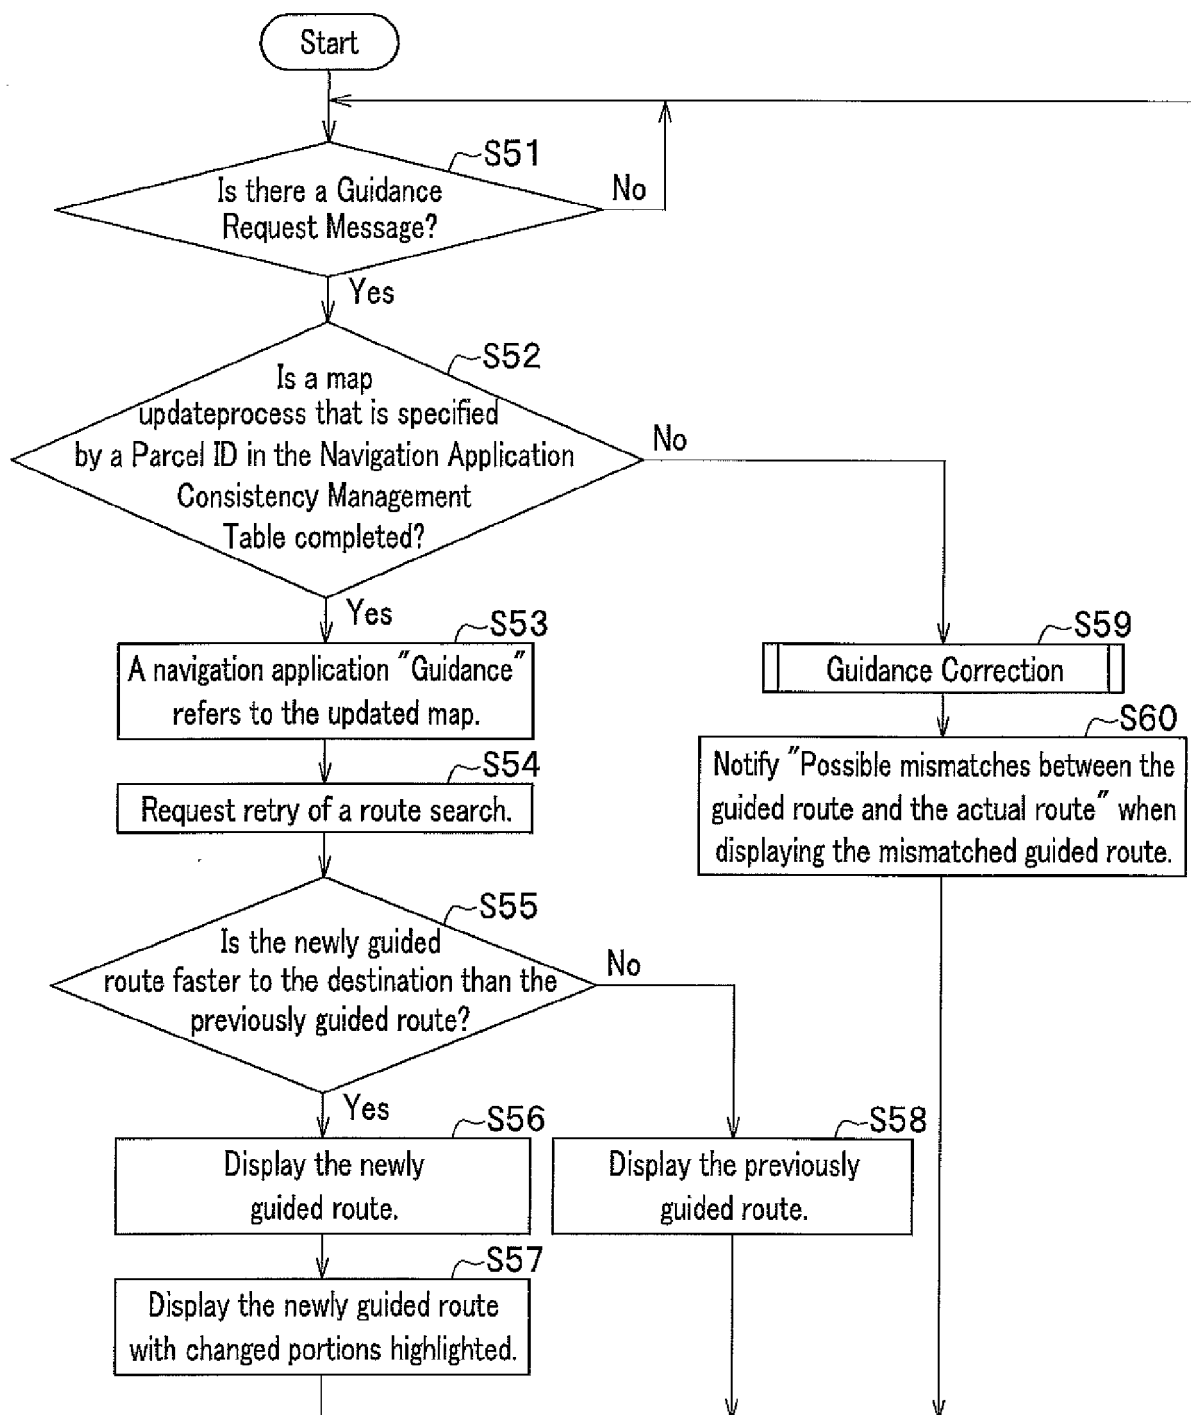 Start
S51
Is there a Guidance
Request Message?
No
Yes
S52
Is a map
updateprocess that is specified
by a Parcel ID in the Navigation Application
Consistency Management
Table completed?
No
Yes
S53
A navigation application "Guidance"
refers to the updated map.
S59
Guidance Correction
S54
Request retry of a route search.
S60
Notify "Possible mismatches between the
guided route and the actual route" when
displaying the mismatched guided route.
S55
Is the newly guided
route faster to the destination than the
previously guided route?
No
Yes
S56
Display the newly
guided route.
S58
Display the previously
guided route.
S57
Display the newly guided route
with changed portions highlighted.